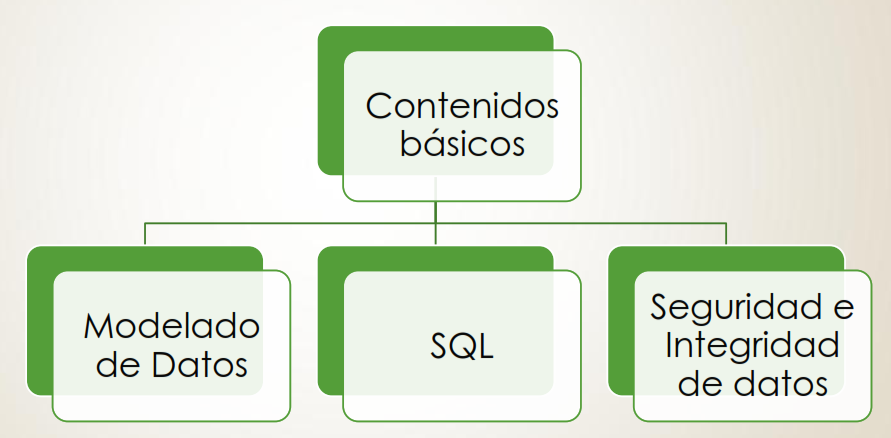 Contenidos
básicos
Modelado
de Datos
SQL
Seguridad e
Integridad
de datos